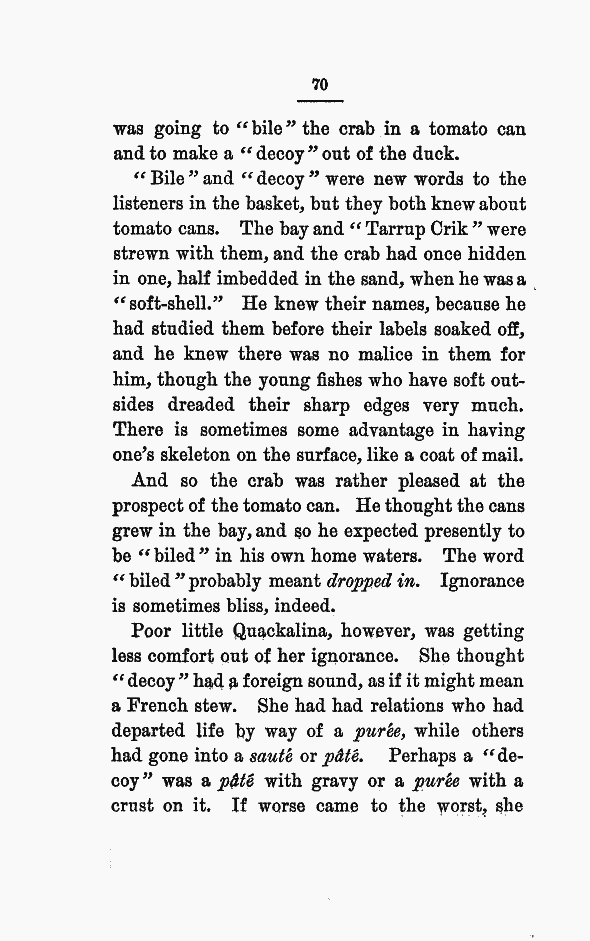 70
was going to “bile” the crab in a tomato can
and to make a “decoy” out of the duck.
“Bile” and “decoy” were new words to the
listeners in the basket, but they both knew about
tomato cans. The bay and “Tarrup Crik” were
strewn with them, and the crab had once hidden
in one, half imbedded in the sand, when he was a
“soft-shell.” He knew their names, because he
had studied them before their labels soaked off,
and he knew there was no malice in them for
him, though the young fishes who have soft out-
sides dreaded their sharp edges very much.
There is sometimes some advantage in having
one’s skeleton on the surface, like a coat of mail.
And so the crab was rather pleased at the
prospect of the tomato can. He thought the cans
grew in the bay, and so he expected presently to
be “biled” in his own home waters. The word
“biled” probably meant dropped in. Ignorance
is sometimes bliss, indeed.
Poor little Quackalina, however, was getting
less comfort out of her ignorance. She thought
“decoy” had a foreign sound, as if it might mean
a French stew. She had had relations who had
departed life by way of a purée, while others
had gone into a sauté or pâté. Perhaps a “de-
coy” was a pâté with gravy or a purée with a
crust on it. If worse came to the worst, she